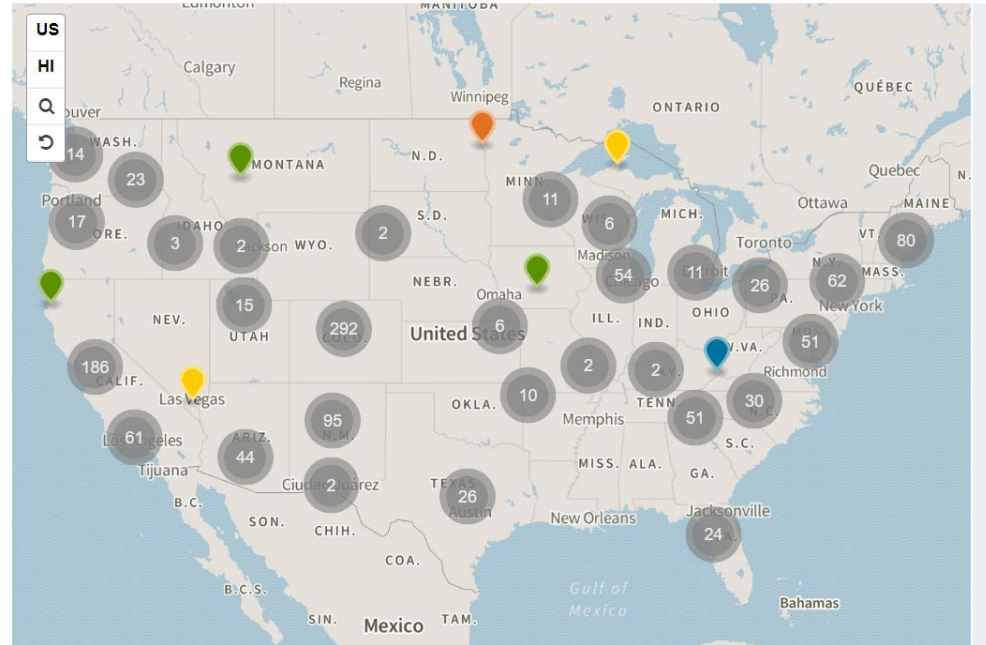 Edmonton
MANITOBA
US
HI
Calgary
Regina
Winnipeg
ONTARIO
QUÉBEC
ouver
WASH.
14
MONTANA
N.D.
MINN.
Quebec
N.
23
Portland
17
ORE.
IDAHO
3
2
Jackson
WYO.
S.D.
2
11
6
MICH.
Ottawa
MAINE
VT.
80
Toronto
Madison
54
Chicago
11
Detroit
26
PA.
N.Y.
62
MASS.
New York
NEBR.
Omaha
15
UTAH
NEV.
292
COLO.
United States
6
ILL.
IND.
OHIO
W.VA.
MD.
51
Richmond
186
CALIF.
Las Vegas
2
2
KY.
10
OKLA.
Memphis
TENN
51
30
N.C.
S.C.
61
Los Angeles
Tijuana
ARIZ.
44
95
N.M.
Ciudad Juárez
2
TEXAS
26
Austin
MISS.
ALA.
GA.
New Orleans
Jacksonville
24
B.C.
SON.
CHIH.
COA.
B.C.S.
Gulf of
Mexico
Bahamas
SIN.
Mexico
TAM.